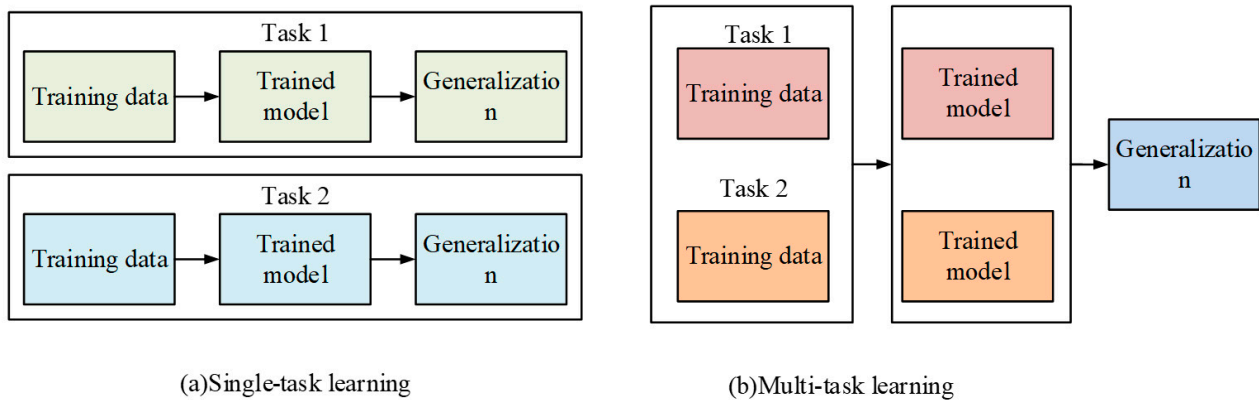 Task 1
Training data
Trained
model
Generalizatio
n
Task 2
Training data
Trained
model
Generalizatio
n
(a)Single-task learning
Task 1
Training data
Task 2
Training data
Trained
model
Trained
model
Generalizatio
n
(b)Multi-task learning